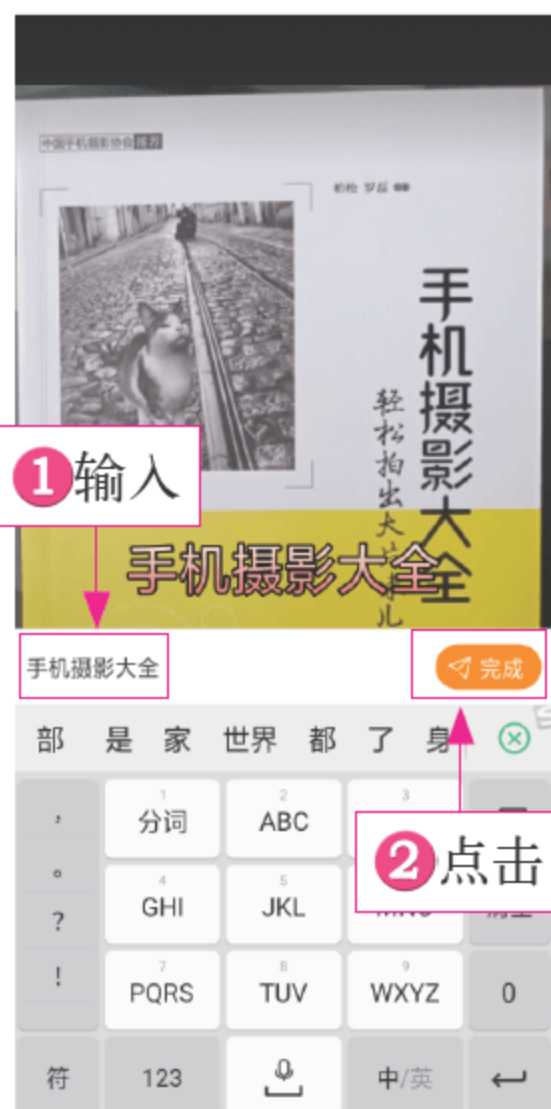 中国手机摄影协会 推荐
柏松 罗磊
手机摄影大全
轻松拍出大片味儿
1 输入
手机摄影大全
手机摄影大全
完成
部 是 家 世界 都 了 身
, 1 分词 2 ABC 3
。
? 4 GHI 5 JKL
2 点击
! 7 PQRS 8 TUV 9 WXYZ 0
符 123 中/英